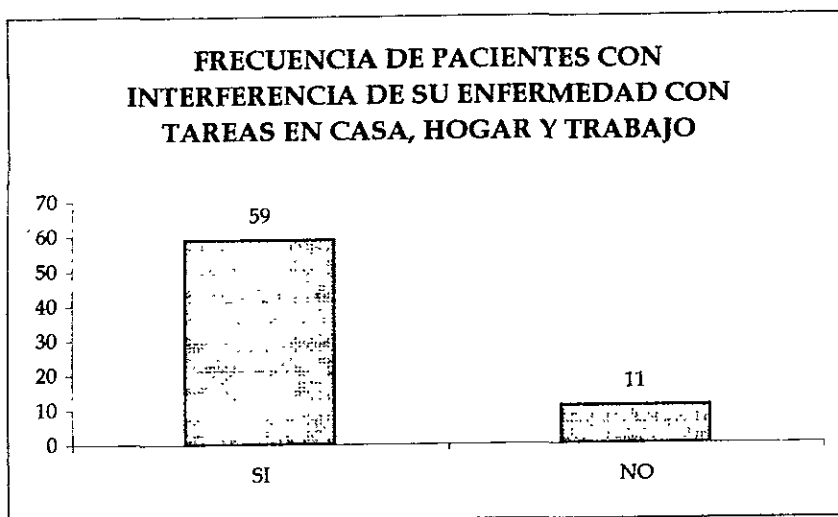 FRECUENCIA DE PACIENTES CON
INTERFERENCIA DE SU ENFERMEDAD CON
TAREAS EN CASA, HOGAR Y TRABAJO
70
60
50
40
30
20
10
0
59
11
SI
NO